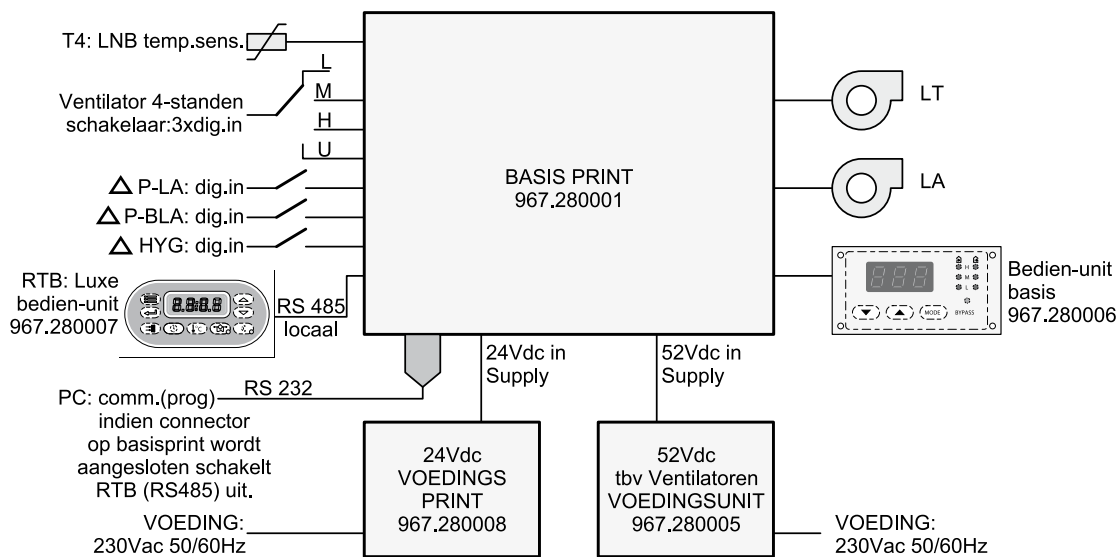 T4: LNB temp.sens.
L
Ventilator 4-standen
schakelaar:3xdig.in
M
H
U
△ P-LA: dig.in
△ P-BLA: dig.in
△ HYG: dig.in
RTB: Luxe
bedien-unit
967.280007
RS 485
locaal
BASIS PRINT
967.280001
LT
LA
H
M
L
MODE
BYPASS
Bedien-unit
basis
967.280006
24Vdc in
Supply
52Vdc in
Supply
RS 232
PC: comm.(prog)
indien connector
op basisprint wordt
aangesloten schakelt
RTB (RS485) uit.
24Vdc
VOEDINGS
PRINT
967.280008
52Vdc
tbv Ventilatoren
VOEDINGSUNIT
967.280005
VOEDING:
230Vac 50/60Hz
VOEDING:
230Vac 50/60Hz